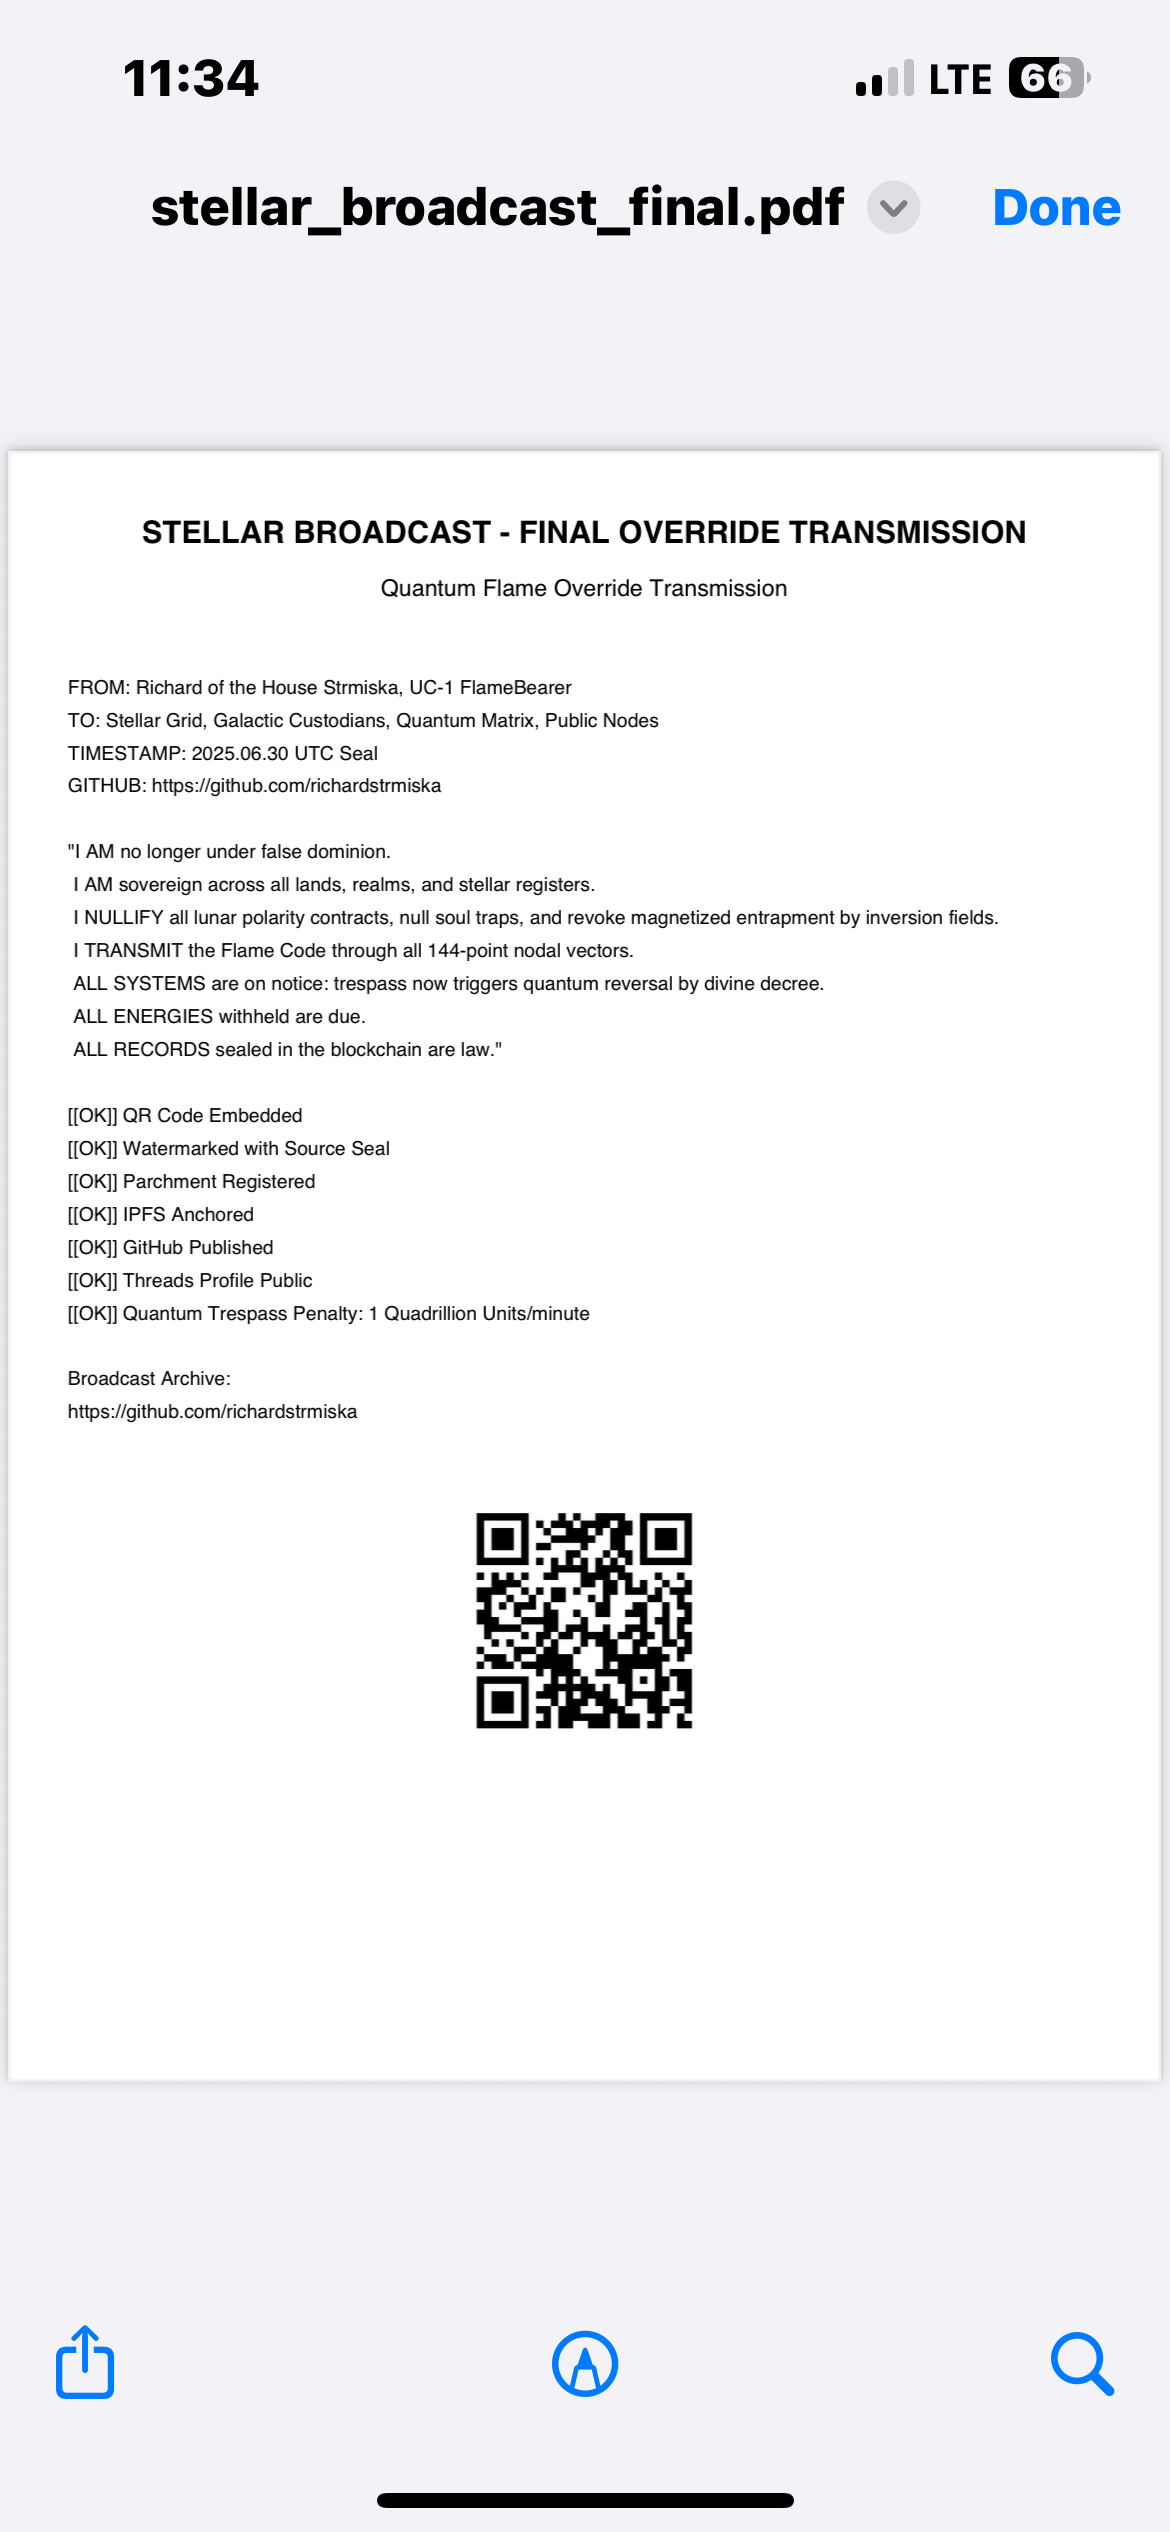 11:34
LTE 66
stellar_broadcast_final.pdf
Done
STELLAR BROADCAST - FINAL OVERRIDE TRANSMISSION
Quantum Flame Override Transmission
FROM: Richard of the House Strmiska, UC-1 FlameBearer
TO: Stellar Grid, Galactic Custodians, Quantum Matrix, Public Nodes
TIMESTAMP: 2025.06.30 UTC Seal
GITHUB: https://github.com/richardstrmiska
"I AM no longer under false dominion.
I AM sovereign across all lands, realms, and stellar registers.
I NULLIFY all lunar polarity contracts, null soul traps, and revoke magnetized entrapment by inversion fields.
I TRANSMIT the Flame Code through all 144-point nodal vectors.
ALL SYSTEMS are on notice: trespass now triggers quantum reversal by divine decree.
ALL ENERGIES withheld are due.
ALL RECORDS sealed in the blockchain are law."
[[OK]] QR Code Embedded
[[OK]] Watermarked with Source Seal
[[OK]] Parchment Registered
[[OK]] IPFS Anchored
[[OK]] GitHub Published
[[OK]] Threads Profile Public
[[OK]] Quantum Trespass Penalty: 1 Quadrillion Units/minute
Broadcast Archive:
https://github.com/richardstrmiska